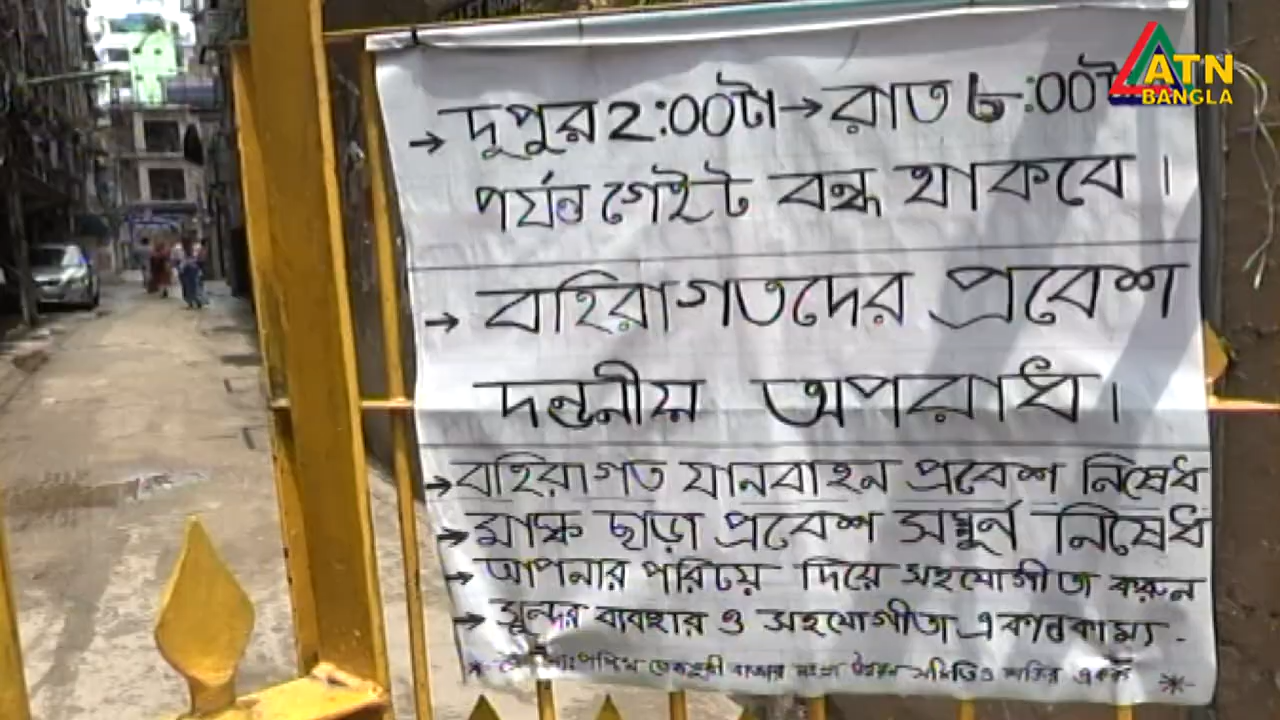 ATN
BANGLA
→ দুপুর 2:00টা → রাত ৮:00টা
পর্যন্ত গেইট বন্ধ থাকবে।
→ বহিরাগতদের প্রবেশ
দন্ডনীয় অপরাধ।
→ বহিরাগত যানবাহন প্রবেশ নিষেধ
→ মাস্ক ছাড়া প্রবেশ সম্পূর্ন নিষেধ
→ আপনার পরিচয় দিয়ে সহযোগীতা করুন
→ সুন্দর ব্যবহার ও সহযোগীতা একান্ত কাম্য -